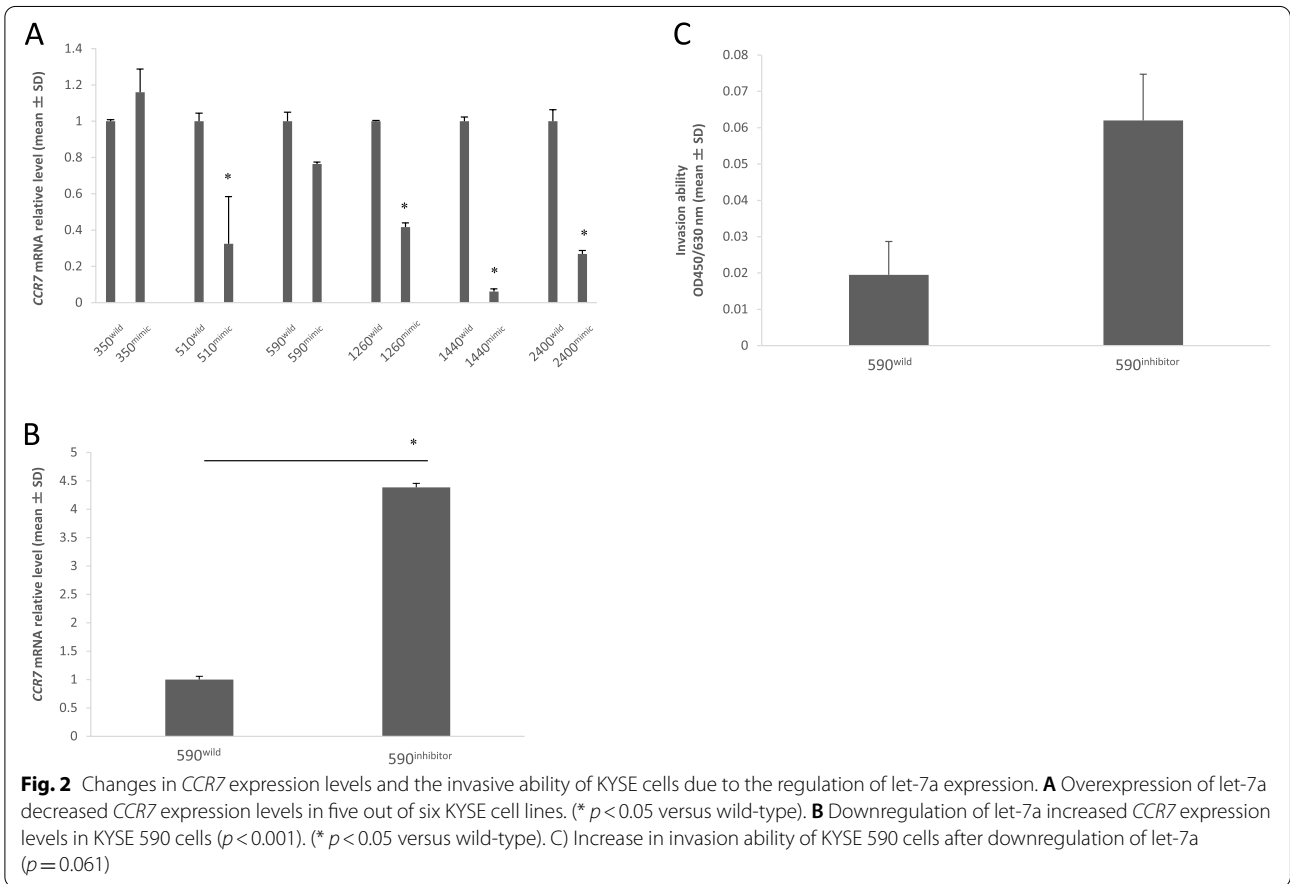 A
CCR7 mRNA relative level (mean ± SD)
1.4
1.2
1
0.8
0.6
0.4
0.2
0
*
*
*
*
350wild
350mimic
510wild
510mimic
590wild
590mimic
1260wild
1260mimic
1440wild
1440mimic
2400wild
2400mimic
C
Invasion ability
OD450/630 nm (mean ± SD)
0.08
0.07
0.06
0.05
0.04
0.03
0.02
0.01
0
590wild
590inhibitor
B
CCR7 mRNA relative level (mean ± SD)
5
4.5
4
3.5
3
2.5
2
1.5
1
0.5
0
*
590wild
590inhibitor
Fig. 2 Changes in CCR7 expression levels and the invasive ability of KYSE cells due to the regulation of let-7a expression. A Overexpression of let-7a
decreased CCR7 expression levels in five out of six KYSE cell lines. (* p < 0.05 versus wild-type). B Downregulation of let-7a increased CCR7 expression
levels in KYSE 590 cells (p < 0.001). (* p < 0.05 versus wild-type). C) Increase in invasion ability of KYSE 590 cells after downregulation of let-7a
(p = 0.061)